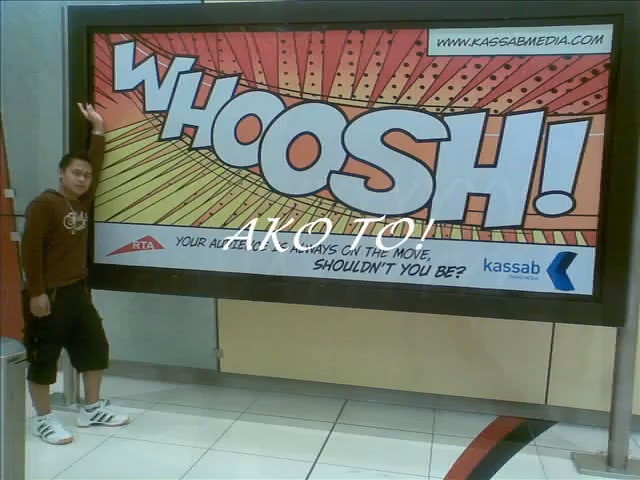 WWW.KASSABMEDIA.COM
WHOOSH!
AKO TO!
RTA
YOUR AUDIENCE IS ALWAYS ON THE MOVE,
SHOULDN'T YOU BE?
kassab